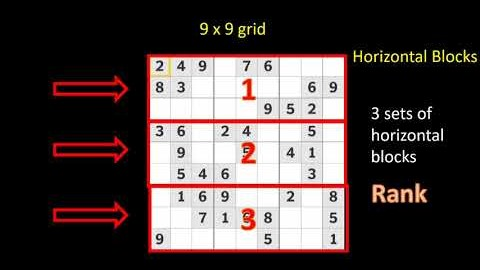 9 x 9 grid
Horizontal Blocks
2 4 9 7 6
8 3 1 6 9
9 5 2
3 6 2 4 5
9 2 4 1
5 4 6 3
1 6 9 2 8
7 1 3 8 5
9 5 1
3 sets of
horizontal
blocks
Rank